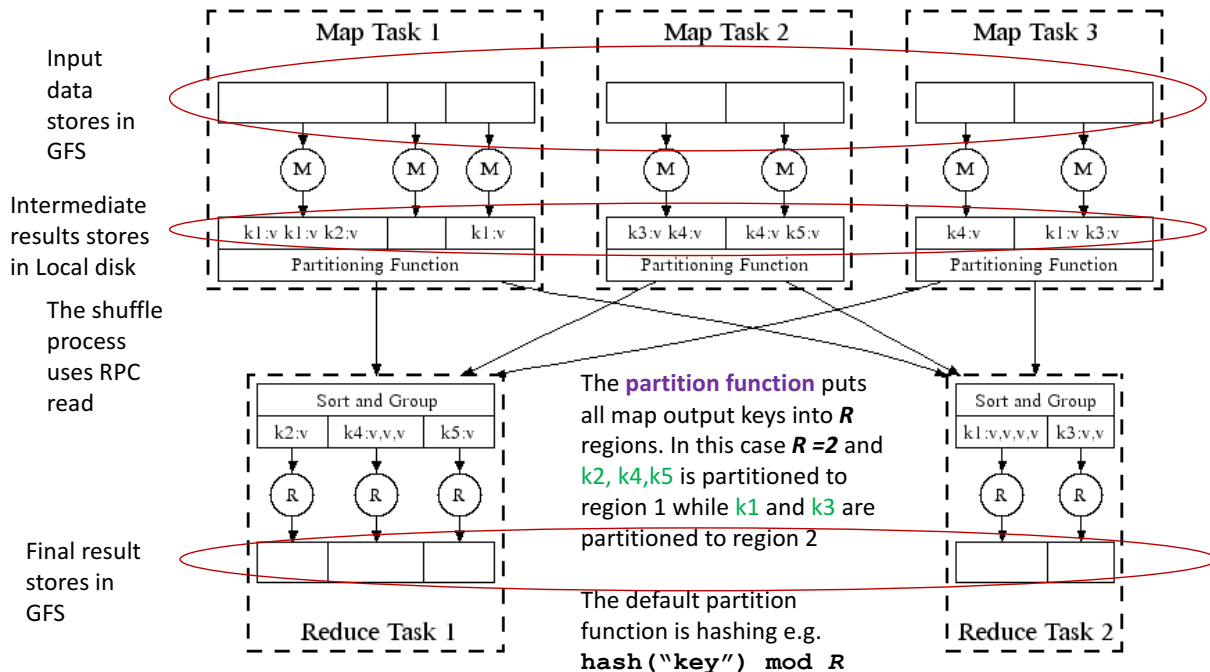 Map Task 1
Map Task 2
Map Task 3
Input
data
stores in
GFS
M
M
M
M
M
M
M
Intermediate
results stores
in Local disk
k1:v k1:v k2:v
k1:v
k3:v k4:v
k4:v k5:v
k4:v
k1:v k3:v
Partitioning Function
Partitioning Function
Partitioning Function
The shuffle
process
uses RPC
read
Sort and Group
k2:v
k4:v,v,v
k5:v
R
R
R
The partition function puts
all map output keys into R
regions. In this case R =2 and
k2, k4,k5 is partitioned to
region 1 while k1 and k3 are
partitioned to region 2
Sort and Group
k1:v,v,v,v
k3:v,v
R
R
Final result
stores in
GFS
Reduce Task 1
The default partition
function is hashing e.g.
hash(“key”) mod R
Reduce Task 2